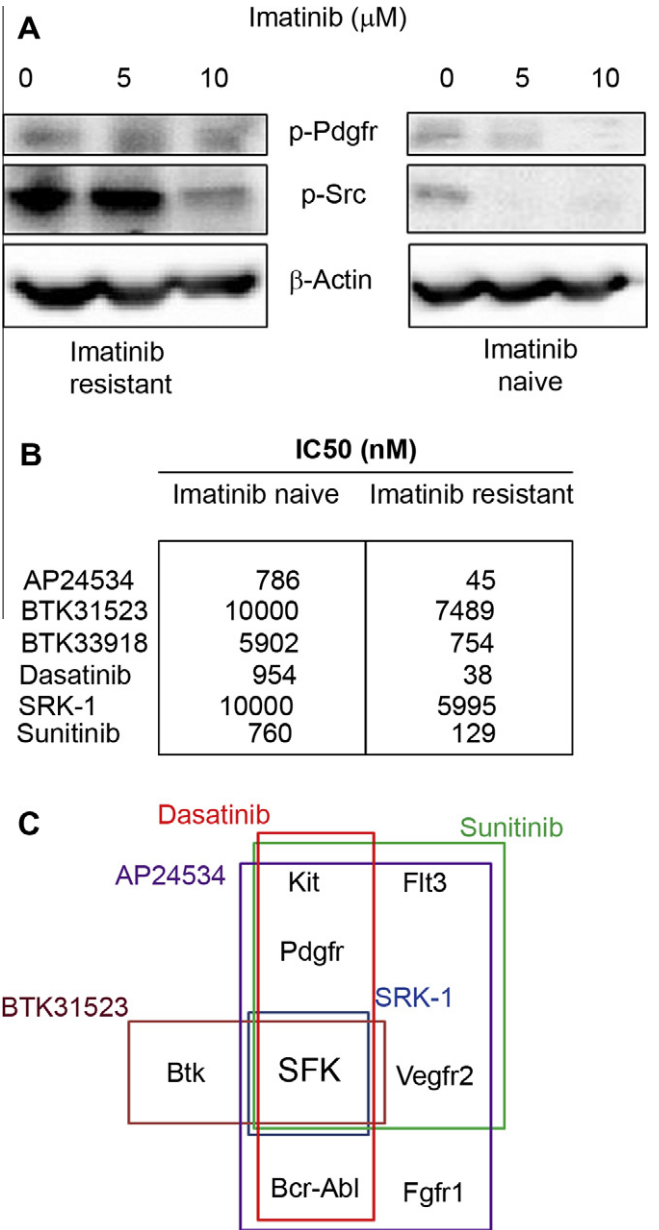 A
Imatinib (μM)
0 5 10 0 5 10
p-Pdgfr
p-Src
β-Actin
Imatinib
resistant
Imatinib
naive
B
IC50 (nM)
Imatinib naive Imatinib resistant
AP24534 786 45
BTK31523 10000 7489
BTK33918 5902 754
Dasatinib 954 38
SRK-1 10000 5995
Sunitinib 760 129
C
Dasatinib
Sunitinib
AP24534
Kit Flt3
Pdgfr
BTK31523
SRK-1
Btk SFK Vegfr2
Bcr-Abl Fgfr1